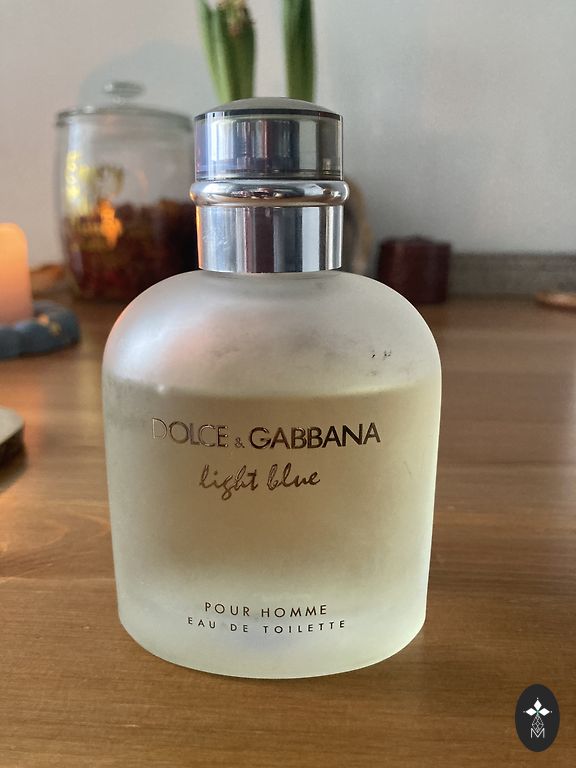 DOLCE & GABBANA
light blue
POUR HOMME
EAU DE TOILETTE
M